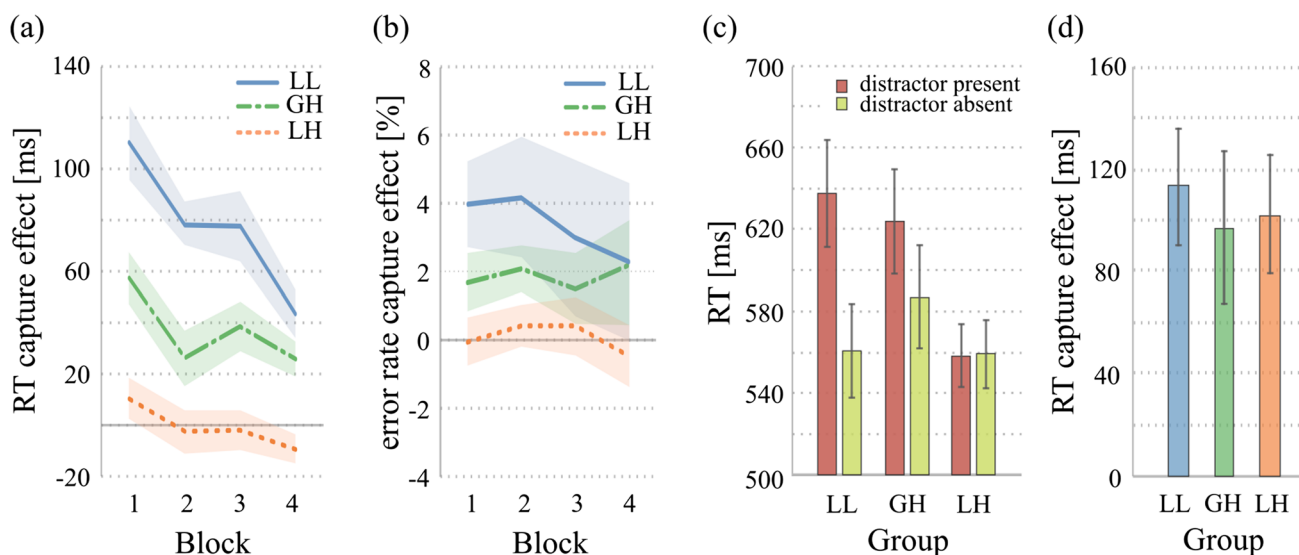 (a)
RT capture effect [ms]
140
100
60
20
-20
LL
GH
LH
1 2 3 4
Block
(b)
error rate capture effect [%]
8
6
4
2
0
-2
-4
LL
GH
LH
1 2 3 4
Block
(c)
RT [ms]
700
660
620
580
540
500
distractor present
distractor absent
LL GH LH
Group
(d)
RT capture effect [ms]
160
120
80
40
0
LL GH LH
Group